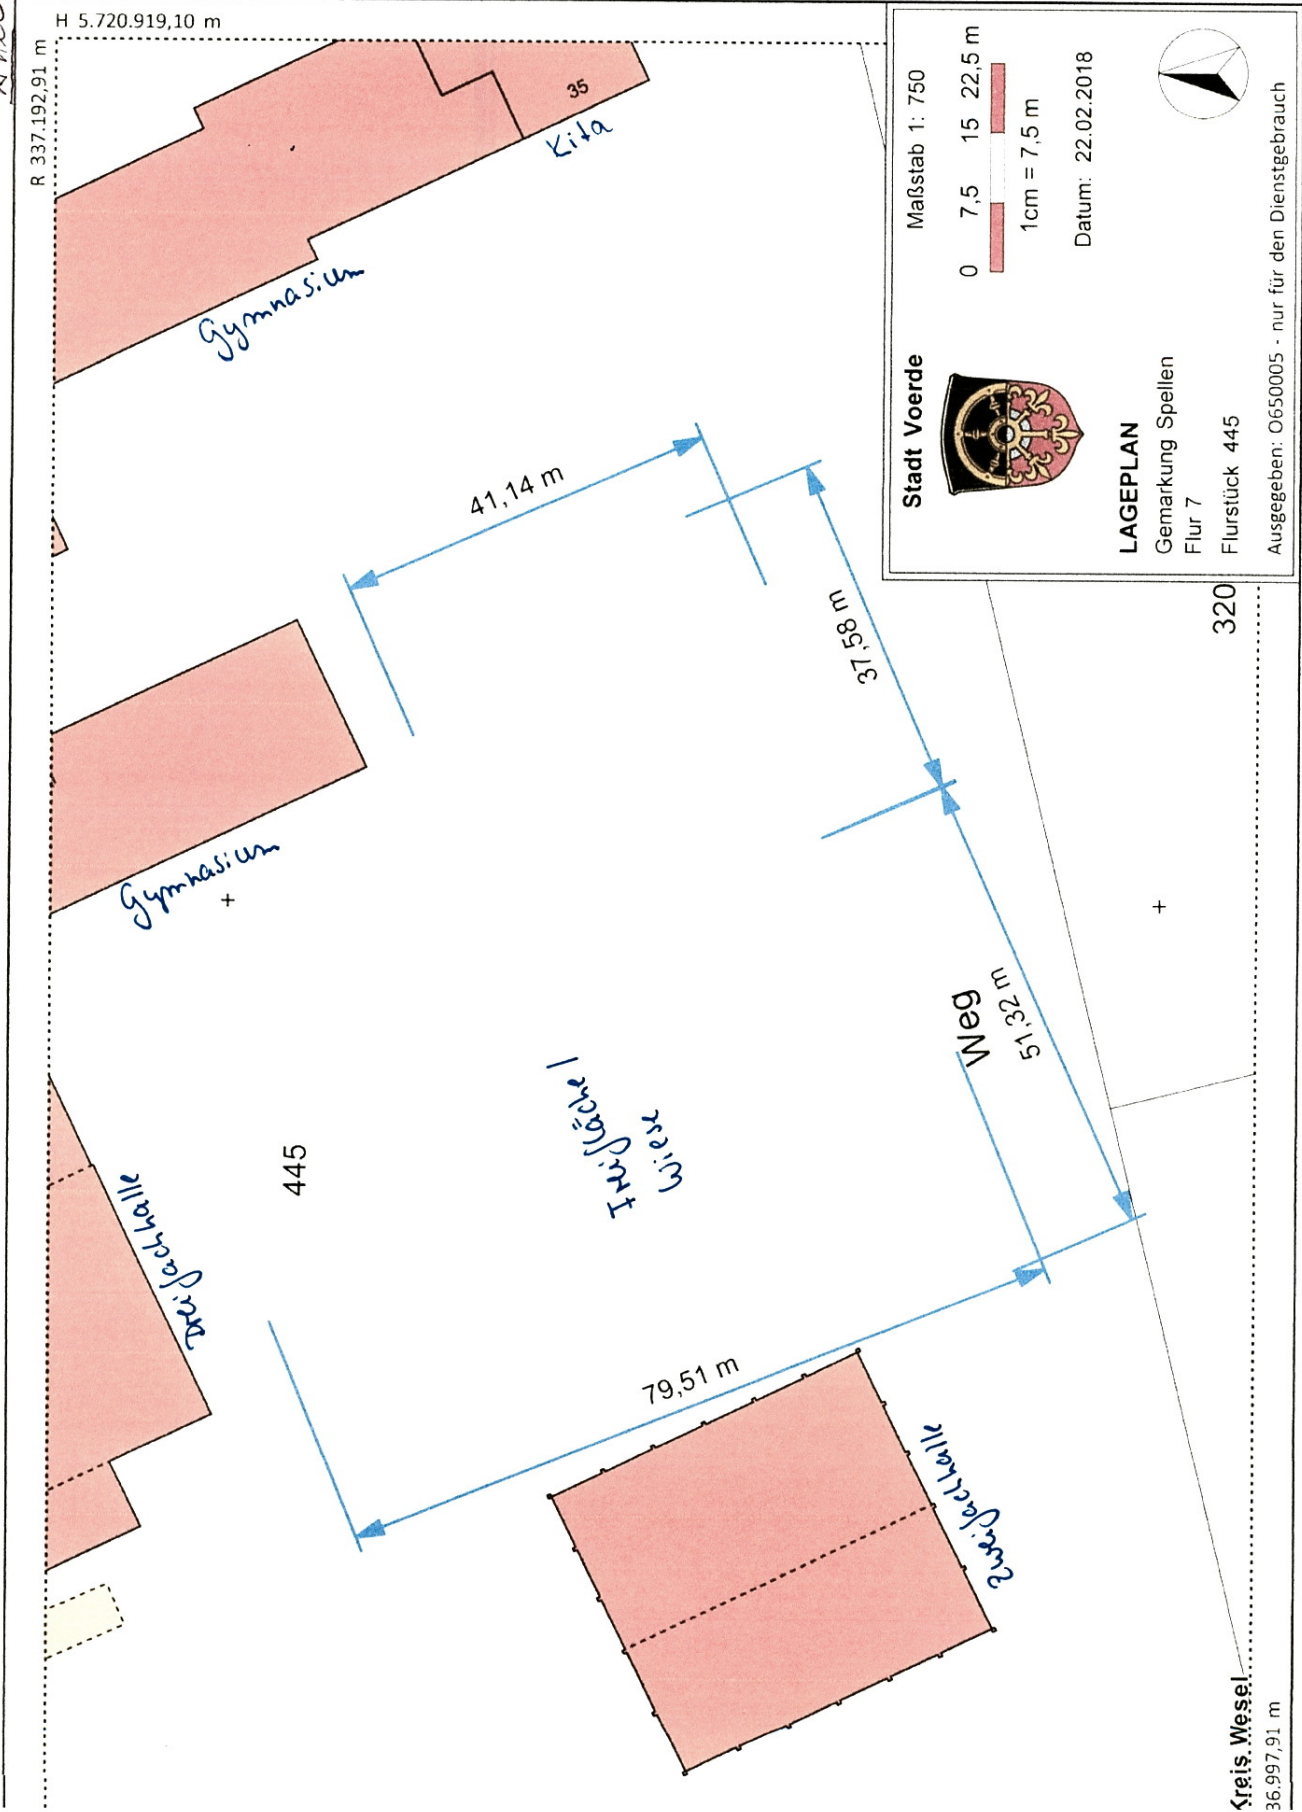 H 5.720.919,10 m
R 337.192,91 m
35
Kita
Gymnasium
41,14 m
37,58 m
Gymnasium
445
Dreifachhalle
Freifläche/
Wiese
Weg
51,32 m
79,51 m
Zweifachhalle
320
Stadt Voerde
Maßstab 1: 750
0 7,5 15 22,5 m
1cm = 7,5 m
Datum: 22.02.2018
LAGEPLAN
Gemarkung Spellen
Flur 7
Flurstück 445
Ausgegeben: O650005 - nur für den Dienstgebrauch
Kreis Wesel
36.997,91 m